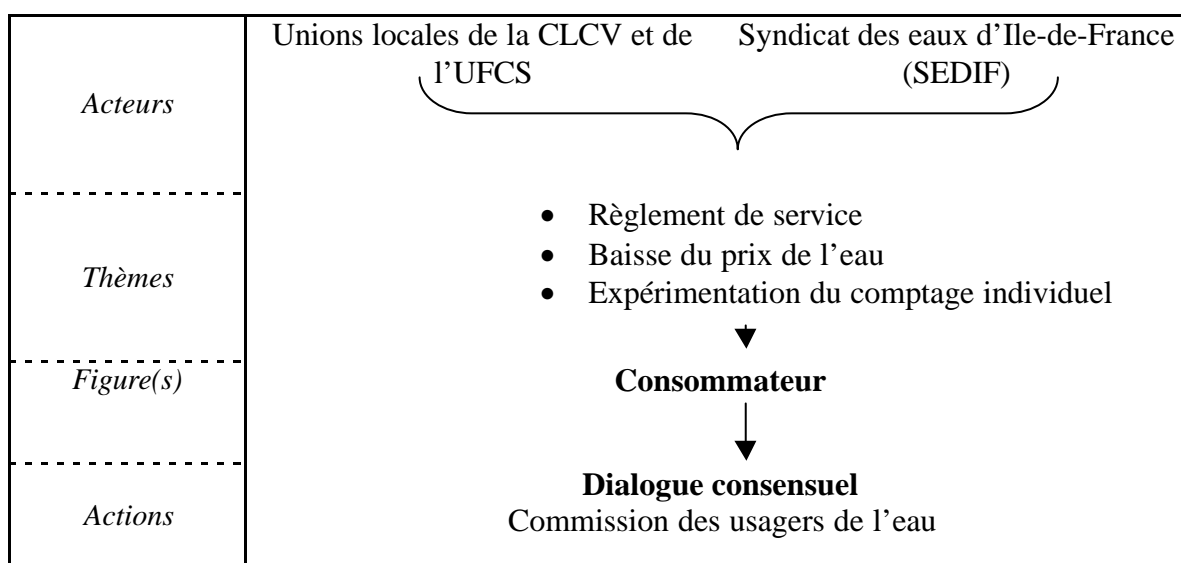 Acteurs
Unions locales de la CLCV et de
l’UFCS
Syndicat des eaux d’Ile-de-France
(SEDIF)
Thèmes
• Règlement de service
• Baisse du prix de l’eau
• Expérimentation du comptage individuel
Figure(s)
Consommateur
Actions
Dialogue consensuel
Commission des usagers de l’eau